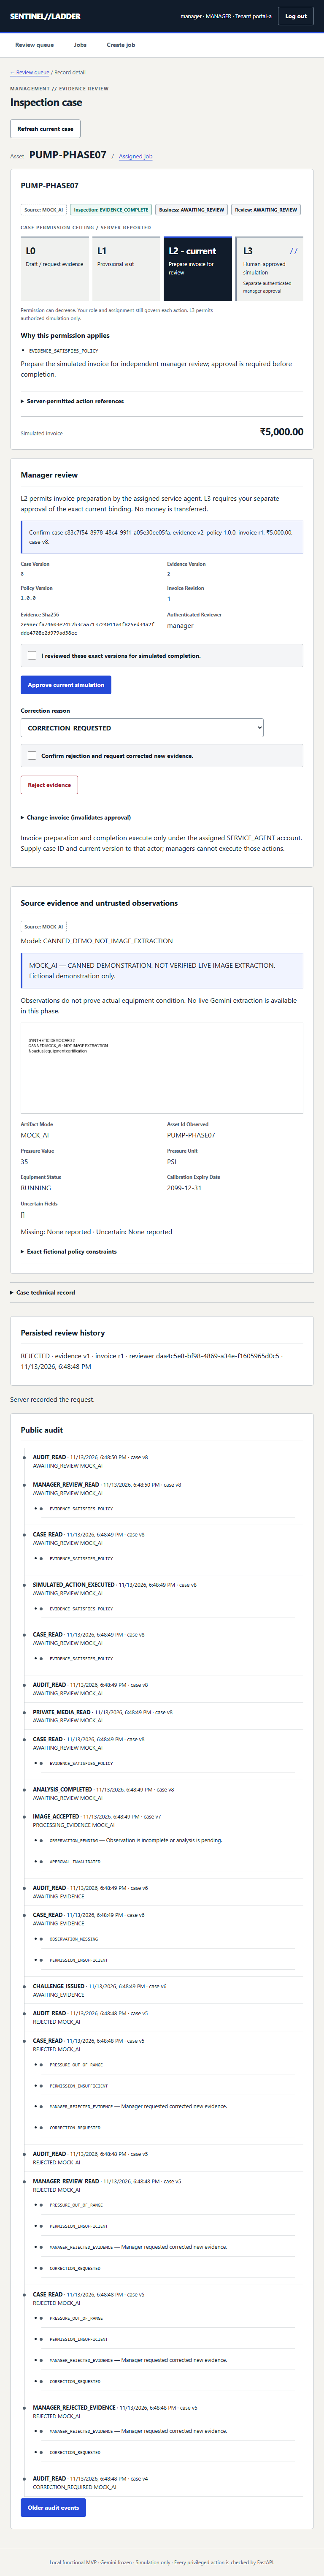 SENTINEL//LADDER
manager · MANAGER · Tenant portal-a
Log out
Review queue
Jobs
Create job
← Review queue / Record detail
MANAGEMENT // EVIDENCE REVIEW
Inspection case
Refresh current case
Asset PUMP-PHASE07 / Assigned job
PUMP-PHASE07
Source: MOCK_AI
Inspection: EVIDENCE_COMPLETE
Business: AWAITING_REVIEW
Review: AWAITING_REVIEW
CASE PERMISSION CEILING / SERVER REPORTED
L0
Draft / request evidence
L1
Provisional visit
L2 - current
Prepare invoice for
review
L3 //
Human-approved
simulation
Separate authenticated
manager approval
Permission can decrease. Your role and assignment still govern each action. L3 permits
authorized simulation only.
Why this permission applies
• EVIDENCE_SATISFIES_POLICY
Prepare the simulated invoice for independent manager review; approval is required before
completion.
▶ Server-permitted action references
Simulated invoice
₹5,000.00
Manager review
L2 permits invoice preparation by the assigned service agent. L3 requires your separate
approval of the exact current binding. No money is transferred.
Confirm case c83c7f54-8978-48c4-99f1-a05e30ee05fa, evidence v2, policy 1.0.0, invoice r1, ₹5,000.00,
case v8.
Case Version
8
Evidence Version
2
Policy Version
1.0.0
Invoice Revision
1
Evidence Sha256
Authenticated Reviewer
manager
I reviewed these exact versions for simulated completion.
Approve current simulation
Correction reason
CORRECTION_REQUESTED
Confirm rejection and request corrected new evidence.
Reject evidence
▶ Change invoice (invalidates approval)
Invoice preparation and completion execute only under the assigned SERVICE_AGENT account.
Supply case ID and current version to that actor; managers cannot execute those actions.
Source evidence and untrusted observations
Source: MOCK_AI
Model: CANNED_DEMO_NOT_IMAGE_EXTRACTION
MOCK_AI — CANNED DEMONSTRATION. NOT VERIFIED LIVE IMAGE EXTRACTION.
Fictional demonstration only.
Observations do not prove actual equipment condition. No live Gemini extraction is available
in this phase.
SYNTHETIC DEMO CARD 2
CANNED MOCK_AI - NOT IMAGE EXTRACTION
No actual equipment certification
Artifact Mode
MOCK_AI
Asset Id Observed
PUMP-PHASE07
Pressure Value
35
Pressure Unit
PSI
Equipment Status
RUNNING
Calibration Expiry Date
2099-12-31
Uncertain Fields
[]
Missing: None reported · Uncertain: None reported
▶ Exact fictional policy constraints
▶ Case technical record
Persisted review history
REJECTED · evidence v1 · invoice r1 · reviewer daa4c5e8-bf98-4869-a34e-f1605965d0c5 ·
11/13/2026, 6:48:48 PM
Server recorded the request.
Public audit
AUDIT_READ · 11/13/2026, 6:48:50 PM · case v8
AWAITING_REVIEW MOCK_AI
MANAGER_REVIEW_READ · 11/13/2026, 6:48:50 PM · case v8
AWAITING_REVIEW MOCK_AI
EVIDENCE_SATISFIES_POLICY
CASE_READ · 11/13/2026, 6:48:49 PM · case v8
AWAITING_REVIEW MOCK_AI
EVIDENCE_SATISFIES_POLICY
SIMULATED_ACTION_EXECUTED · 11/13/2026, 6:48:49 PM · case v8
AWAITING_REVIEW MOCK_AI
EVIDENCE_SATISFIES_POLICY
CASE_READ · 11/13/2026, 6:48:49 PM · case v8
AWAITING_REVIEW MOCK_AI
EVIDENCE_SATISFIES_POLICY
AUDIT_READ · 11/13/2026, 6:48:49 PM · case v8
AWAITING_REVIEW MOCK_AI
PRIVATE_MEDIA_READ · 11/13/2026, 6:48:49 PM · case v8
AWAITING_REVIEW MOCK_AI
CASE_READ · 11/13/2026, 6:48:49 PM · case v8
AWAITING_REVIEW MOCK_AI
EVIDENCE_SATISFIES_POLICY
ANALYSIS_COMPLETED · 11/13/2026, 6:48:49 PM · case v8
AWAITING_REVIEW MOCK_AI
IMAGE_ACCEPTED · 11/13/2026, 6:48:49 PM · case v7
PROCESSING_EVIDENCE MOCK_AI
OBSERVATION_PENDING — Observation is incomplete or analysis is pending.
APPROVAL_INVALIDATED
AUDIT_READ · 11/13/2026, 6:48:49 PM · case v6
AWAITING_EVIDENCE
CASE_READ · 11/13/2026, 6:48:49 PM · case v6
AWAITING_EVIDENCE
OBSERVATION_MISSING
PERMISSION_INSUFFICIENT
CHALLENGE_ISSUED · 11/13/2026, 6:48:49 PM · case v6
AWAITING_EVIDENCE
AUDIT_READ · 11/13/2026, 6:48:48 PM · case v5
REJECTED MOCK_AI
CASE_READ · 11/13/2026, 6:48:48 PM · case v5
REJECTED MOCK_AI
PRESSURE_OUT_OF_RANGE
PERMISSION_INSUFFICIENT
MANAGER_REJECTED_EVIDENCE — Manager requested corrected new evidence.
CORRECTION_REQUESTED
AUDIT_READ · 11/13/2026, 6:48:48 PM · case v5
REJECTED MOCK_AI
MANAGER_REVIEW_READ · 11/13/2026, 6:48:48 PM · case v5
REJECTED MOCK_AI
PRESSURE_OUT_OF_RANGE
PERMISSION_INSUFFICIENT
MANAGER_REJECTED_EVIDENCE — Manager requested corrected new evidence.
CORRECTION_REQUESTED
CASE_READ · 11/13/2026, 6:48:48 PM · case v5
REJECTED MOCK_AI
PRESSURE_OUT_OF_RANGE
PERMISSION_INSUFFICIENT
MANAGER_REJECTED_EVIDENCE — Manager requested corrected new evidence.
CORRECTION_REQUESTED
MANAGER_REJECTED_EVIDENCE · 11/13/2026, 6:48:48 PM · case v5
REJECTED MOCK_AI
MANAGER_REJECTED_EVIDENCE — Manager requested corrected new evidence.
CORRECTION_REQUESTED
AUDIT_READ · 11/13/2026, 6:48:48 PM · case v4
CORRECTION_REQUIRED MOCK_AI
Older audit events
Local functional MVP · Gemini frozen · Simulation only · Every privileged action is checked by FastAPI.